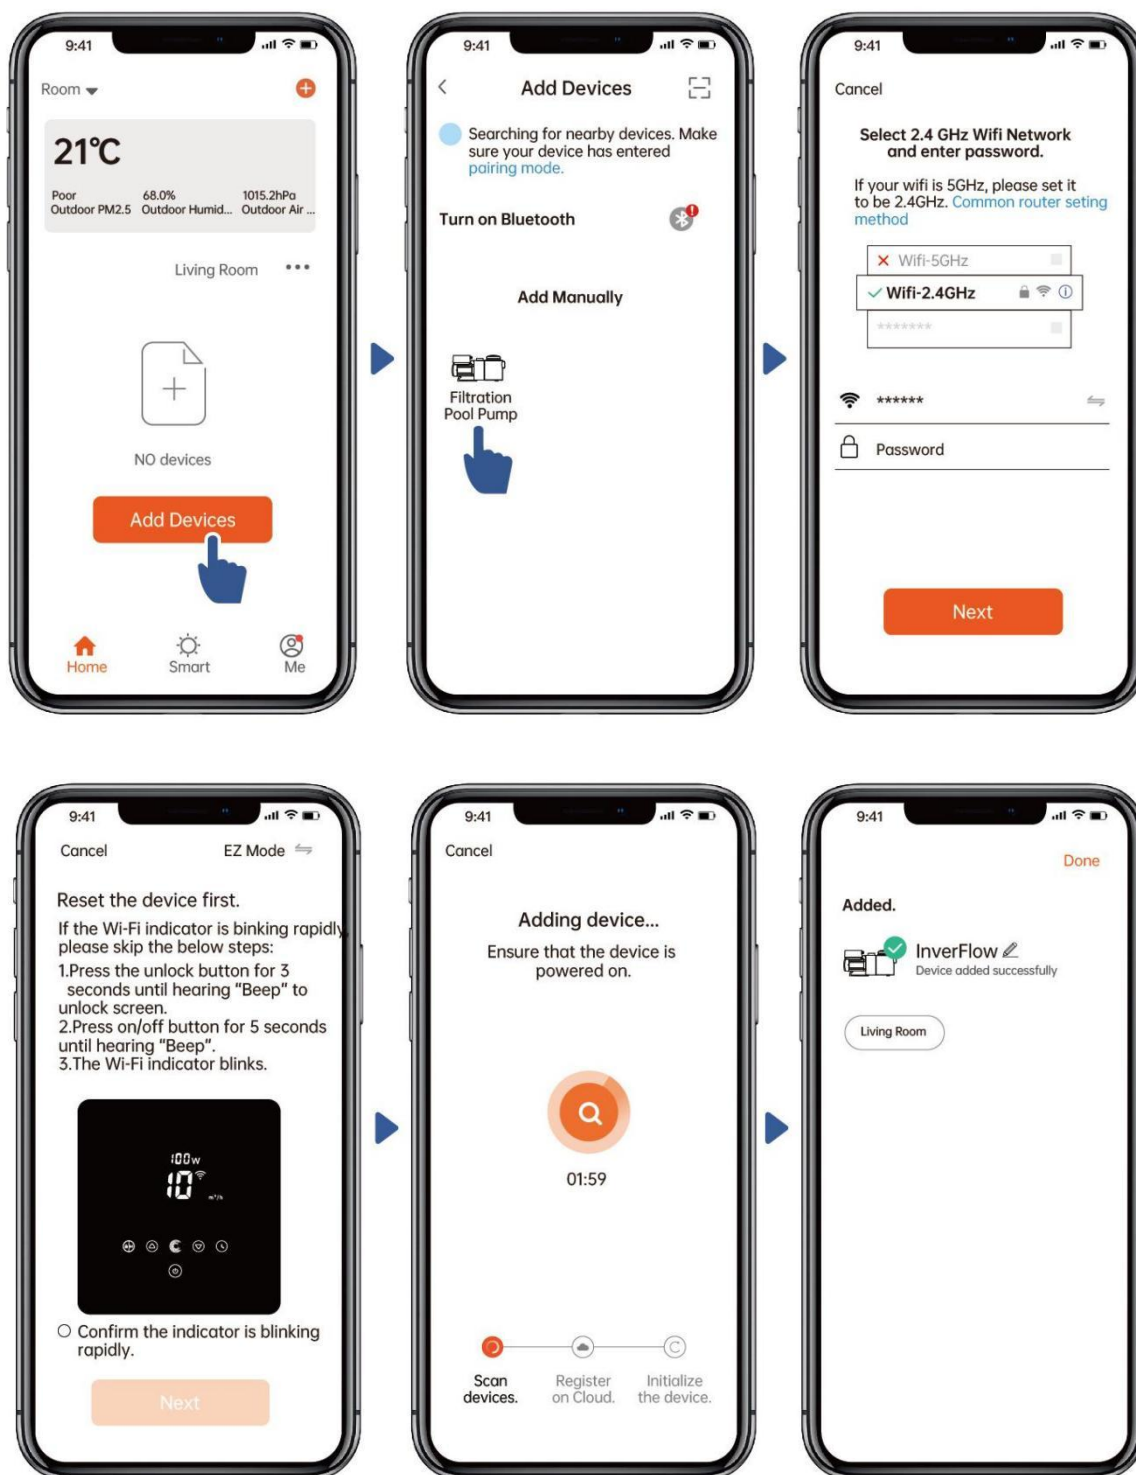 9:41
Room
21°C
Poor 68.0% 1015.2hPa
Outdoor PM2.5 Outdoor Humid... Outdoor Air ...
Living Room
NO devices
Add Devices
Home Smart Me
9:41
Add Devices
Searching for nearby devices. Make
sure your device has entered
pairing mode.
Turn on Bluetooth
Add Manually
Filtration
Pool Pump
9:41
Cancel
Select 2.4 GHz Wifi Network
and enter password.
If your wifi is 5GHz, please set it
to be 2.4GHz. Common router seting
method
Wifi-5GHz
Wifi-2.4GHz
*******
******
Password
Next
9:41
Cancel EZ Mode
Reset the device first.
If the Wi-Fi indicator is binking rapidly,
please skip the below steps:
1.Press the unlock button for 3
seconds until hearing "Beep" to
unlock screen.
2.Press on/off button for 5 seconds
until hearing "Beep".
3.The Wi-Fi indicator blinks.
100w
10 m³/h
Confirm the indicator is blinking
rapidly.
Next
9:41
Cancel
Adding device...
Ensure that the device is
powered on.
01:59
Scan Register Initialize
devices. on Cloud. the device.
9:41
Done
Added.
InverFlow
Device added successfully
Living Room